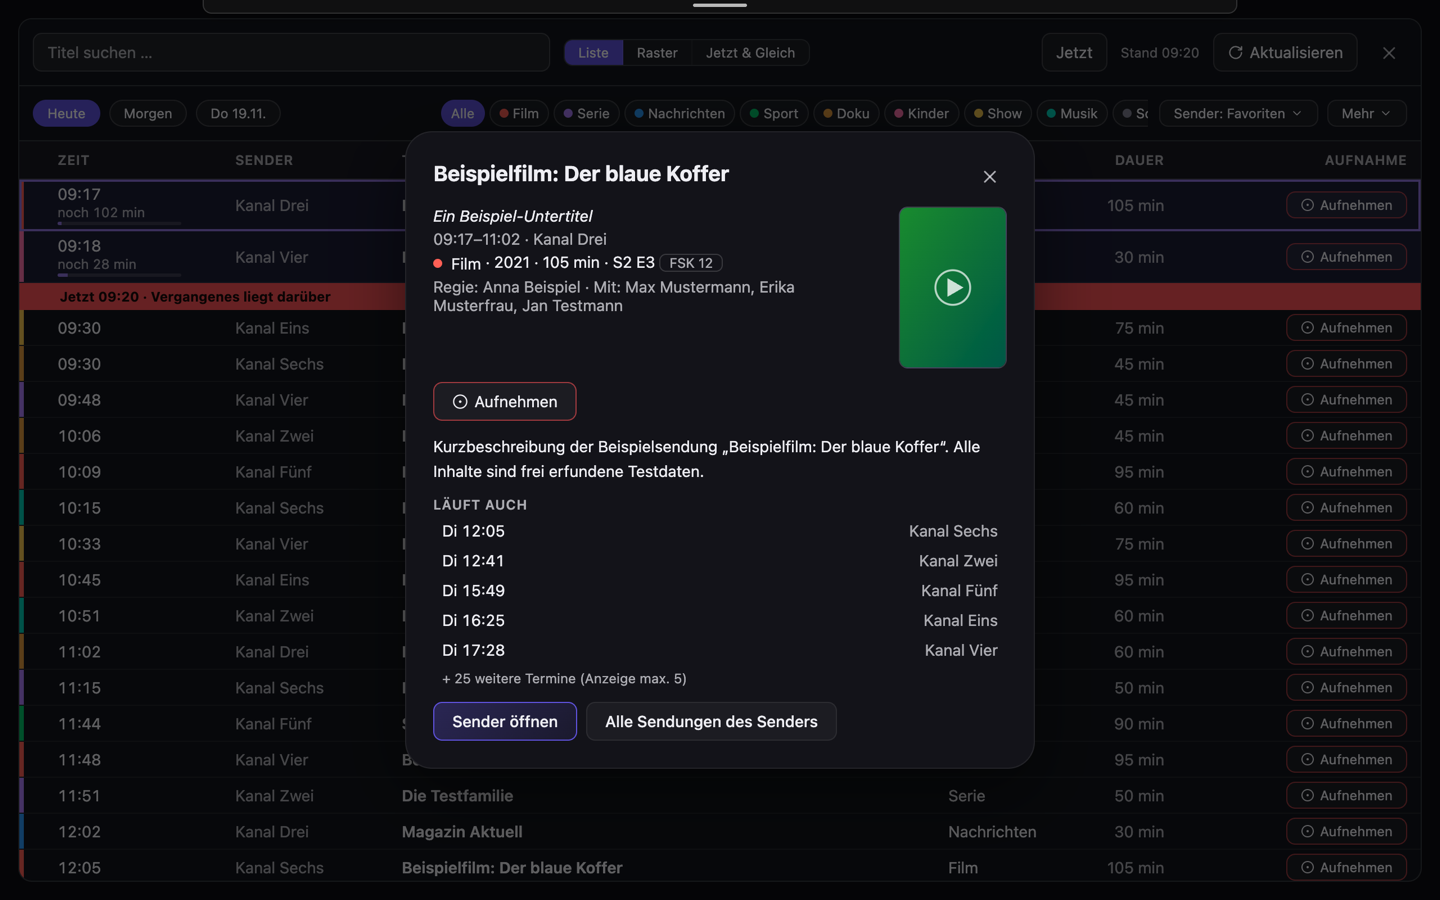 Titel suchen ...
Liste Raster Jetzt & Gleich
Jetzt Stand 09:20 Aktualisieren
Heute Morgen Do 19.11.
Alle Film Serie Nachrichten Sport Doku Kinder Show Musik
Sender: Favoriten Mehr
ZEIT SENDER DAUER AUFNAHME
09:17 Kanal Drei 105 min Aufnehmen
noch 102 min
09:18 Kanal Vier 30 min Aufnehmen
noch 28 min
Jetzt 09:20 · Vergangenes liegt darüber
09:30 Kanal Eins 75 min Aufnehmen
09:30 Kanal Sechs 45 min Aufnehmen
09:48 Kanal Vier 45 min Aufnehmen
10:06 Kanal Zwei 45 min Aufnehmen
10:09 Kanal Fünf 95 min Aufnehmen
10:15 Kanal Sechs 60 min Aufnehmen
10:33 Kanal Vier 75 min Aufnehmen
10:45 Kanal Eins 95 min Aufnehmen
10:51 Kanal Zwei 60 min Aufnehmen
11:02 Kanal Drei 60 min Aufnehmen
11:15 Kanal Sechs 50 min Aufnehmen
11:44 Kanal Fünf 90 min Aufnehmen
11:48 Kanal Vier 95 min Aufnehmen
11:51 Kanal Zwei Die Testfamilie Serie 50 min Aufnehmen
12:02 Kanal Drei Magazin Aktuell Nachrichten 30 min Aufnehmen
12:05 Kanal Sechs Beispielfilm: Der blaue Koffer Film 105 min Aufnehmen
Beispielfilm: Der blaue Koffer
Ein Beispiel-Untertitel
09:17–11:02 · Kanal Drei
Film · 2021 · 105 min · S2 E3 FSK 12
Regie: Anna Beispiel · Mit: Max Mustermann, Erika
Musterfrau, Jan Testmann
Aufnehmen
Kurzbeschreibung der Beispielsendung „Beispielfilm: Der blaue Koffer“. Alle
Inhalte sind frei erfundene Testdaten.
LÄUFT AUCH
Di 12:05 Kanal Sechs
Di 12:41 Kanal Zwei
Di 15:49 Kanal Fünf
Di 16:25 Kanal Eins
Di 17:28 Kanal Vier
+ 25 weitere Termine (Anzeige max. 5)
Sender öffnen Alle Sendungen des Senders